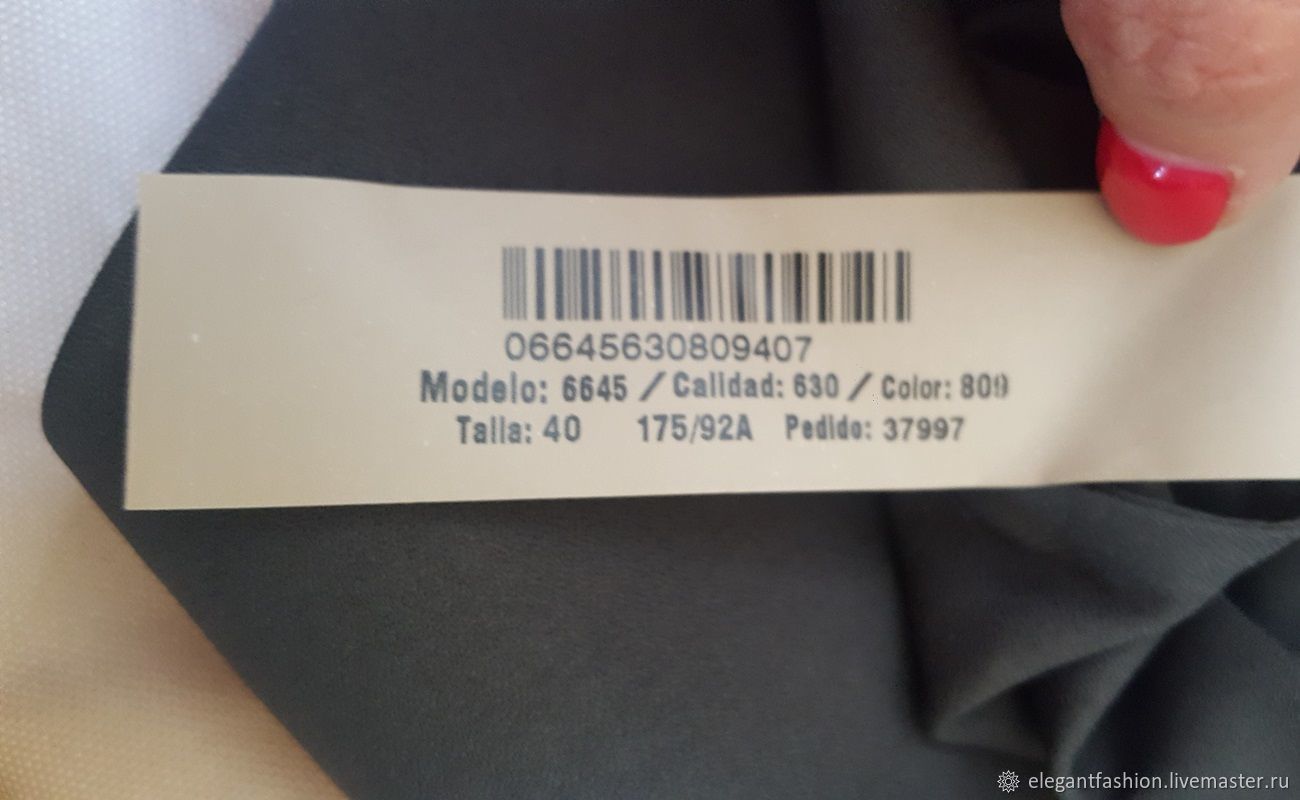 06645630809407
Modelo: 6645 / Calidad: 630 / Color: 809
Talla: 40 175/92A Pedido: 37997
elegantfashion.livemaster.ru